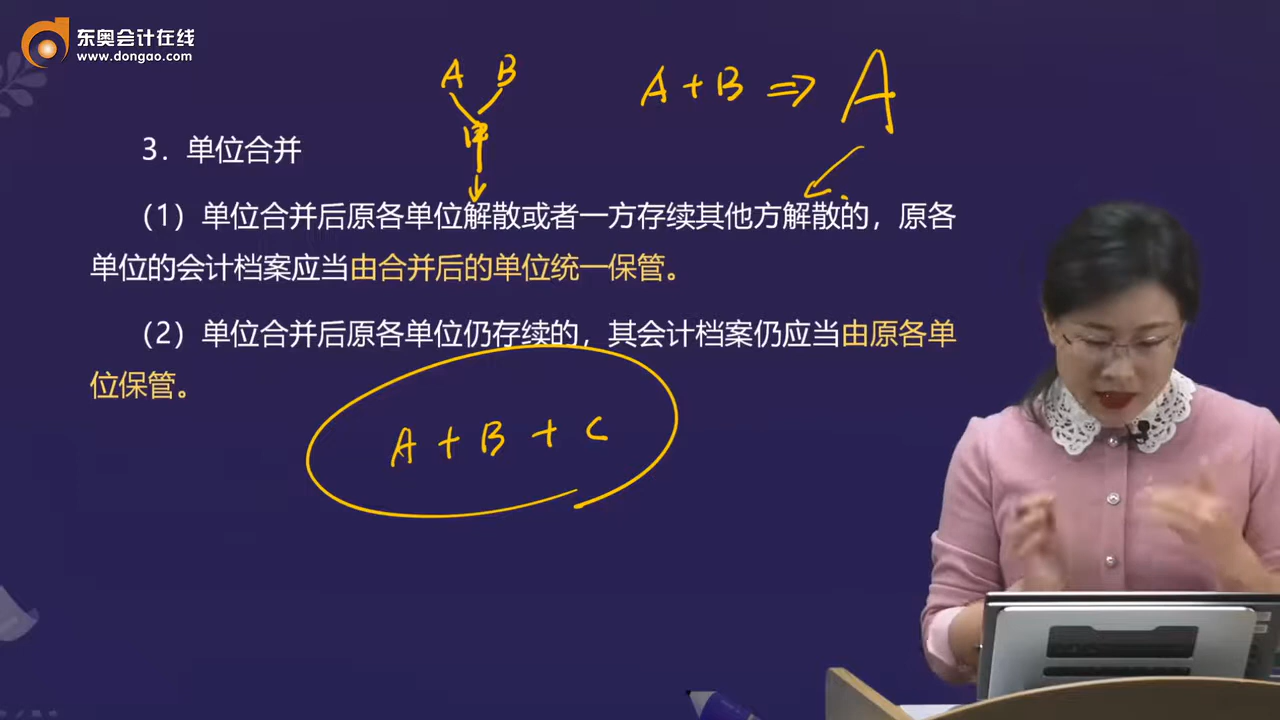 东奥会计在线
www.dongao.com
A B
甲
A+B⇒A
3. 单位合并
（1）单位合并后原各单位解散或者一方存续其他方解散的，原各
单位的会计档案应当由合并后的单位统一保管。
（2）单位合并后原各单位仍存续的，其会计档案仍应当由原各单
位保管。
A+B+C